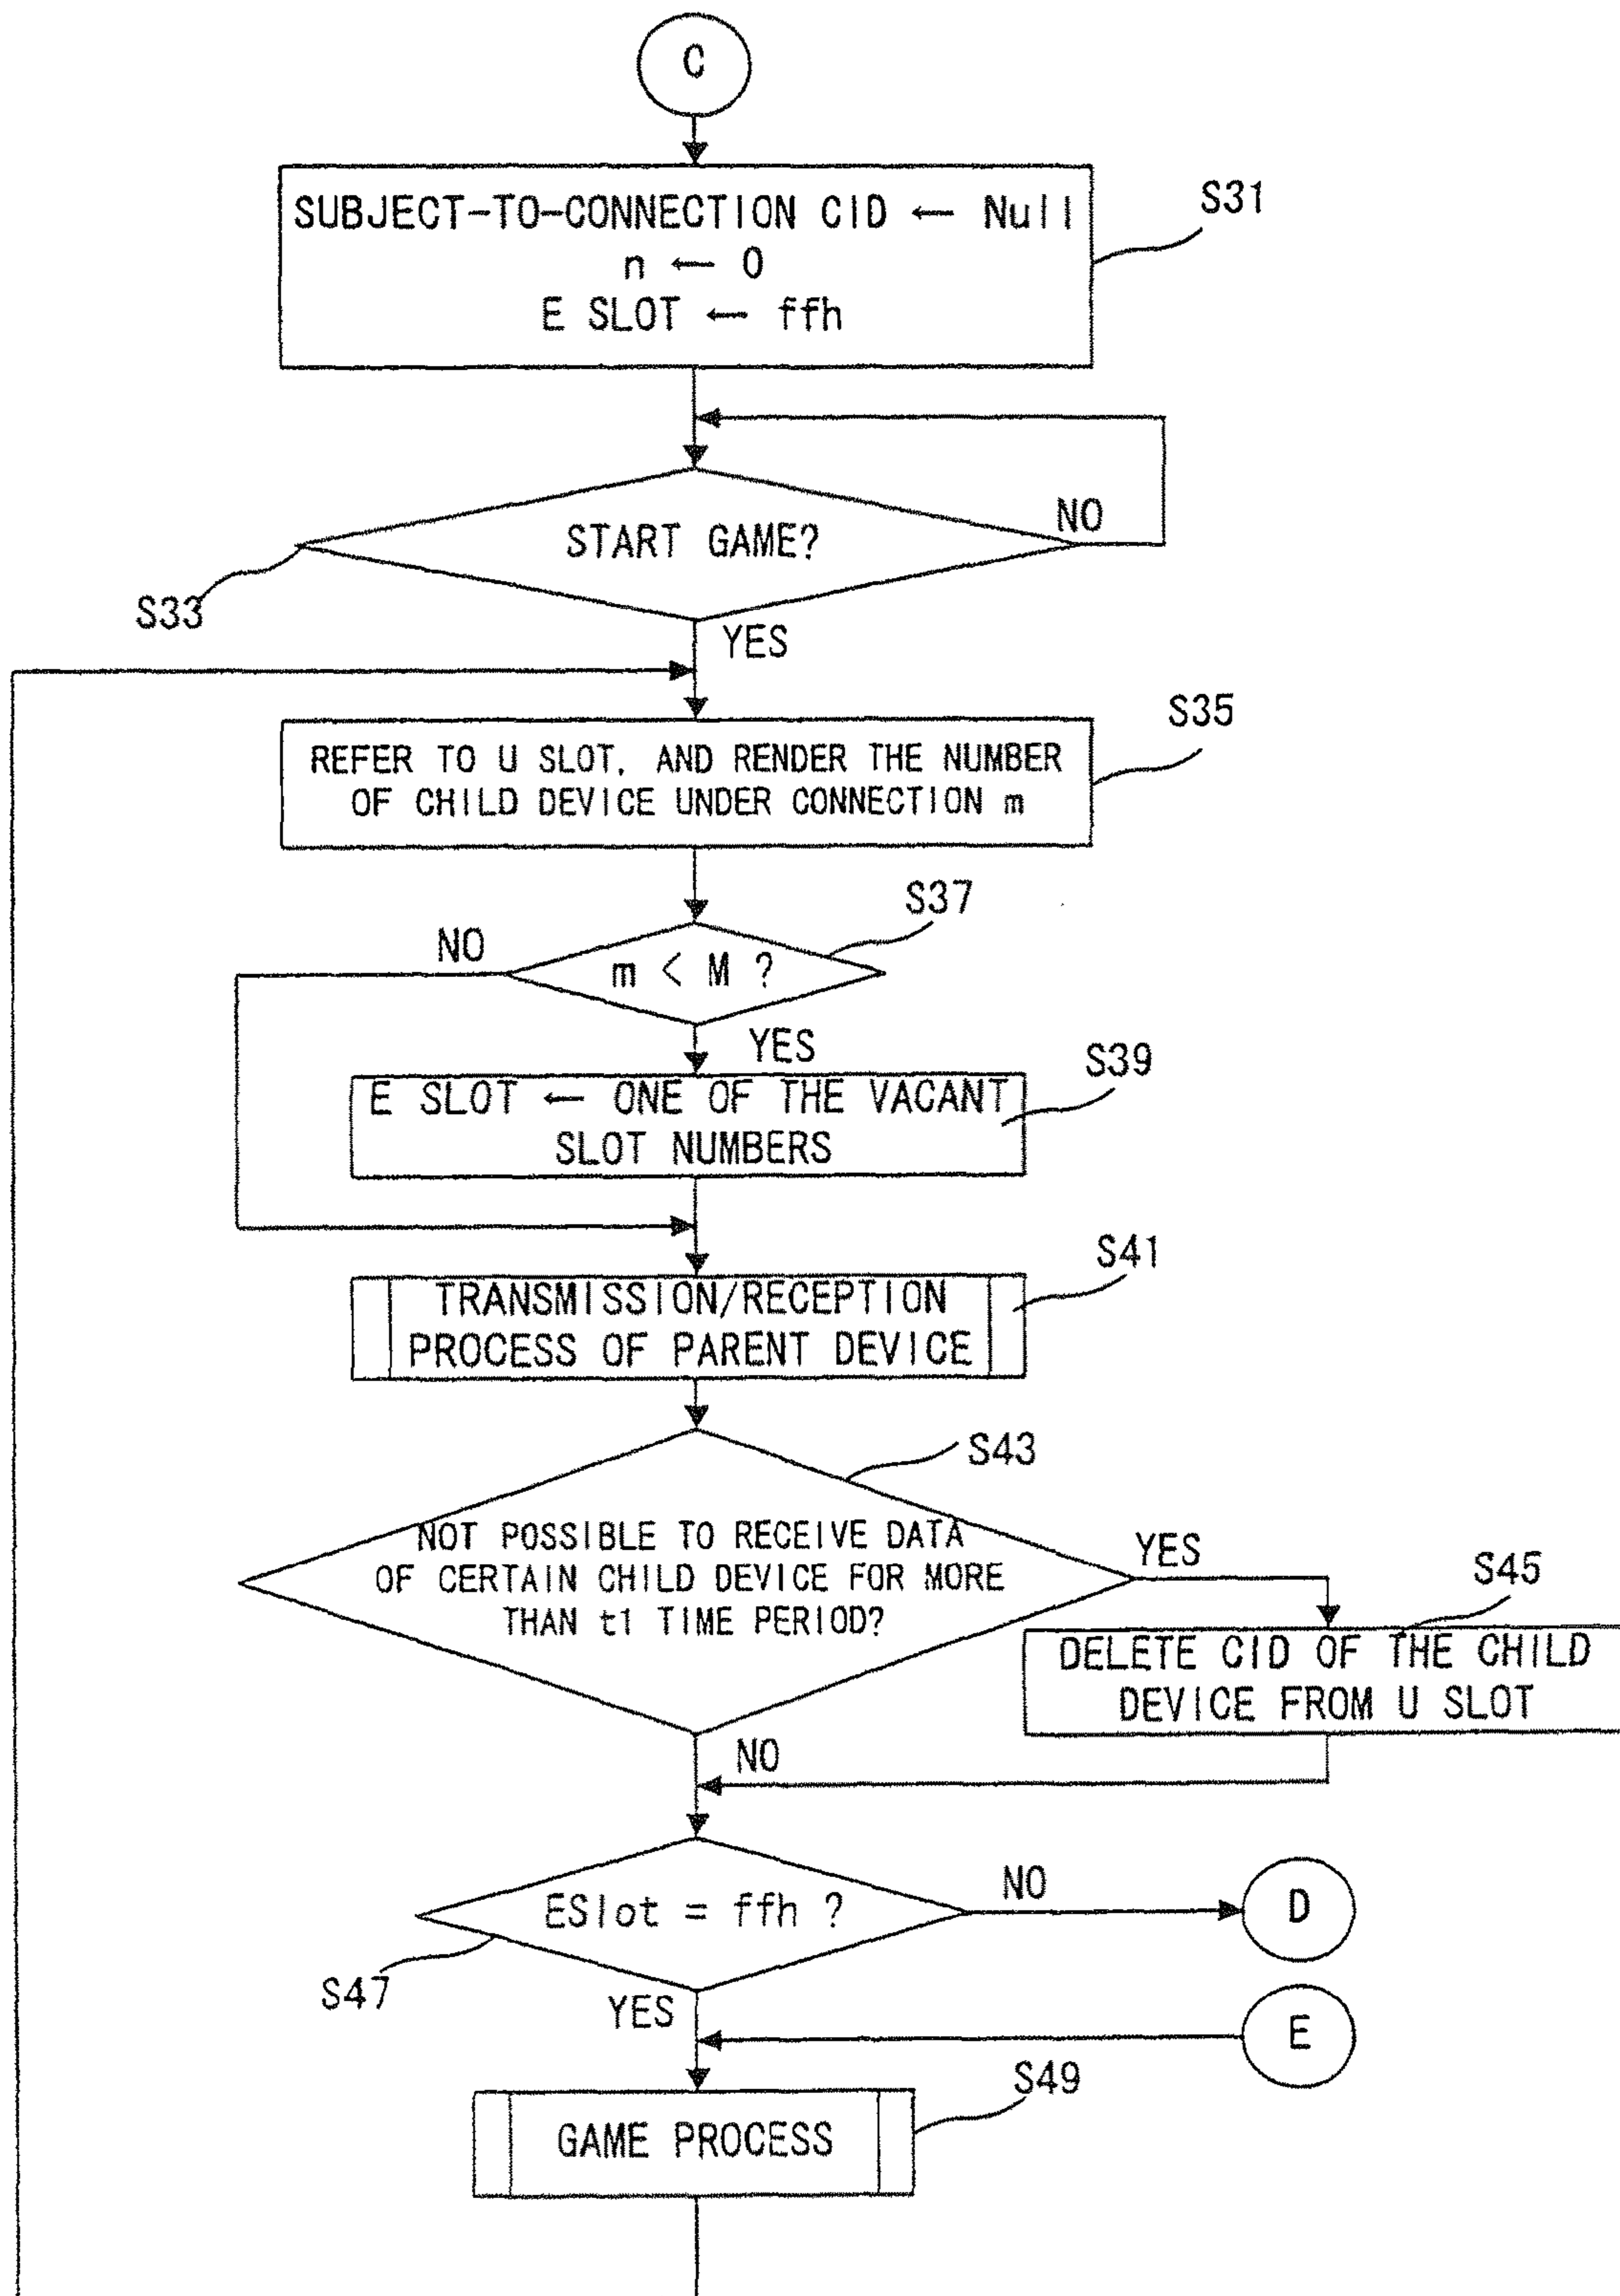 C
SUBJECT-TO-CONNECTION CID ← Null
n ← 0
E SLOT ← ffh
S31
START GAME?
NO
S33
YES
S35
REFER TO U SLOT, AND RENDER THE NUMBER
OF CHILD DEVICE UNDER CONNECTION m
S37
NO
m < M ?
YES
S39
E SLOT ← ONE OF THE VACANT
SLOT NUMBERS
S41
TRANSMISSION/RECEPTION
PROCESS OF PARENT DEVICE
S43
NOT POSSIBLE TO RECEIVE DATA
OF CERTAIN CHILD DEVICE FOR MORE
THAN t1 TIME PERIOD?
YES
S45
DELETE CID OF THE CHILD
DEVICE FROM U SLOT
NO
ESlot = ffh ?
NO
D
S47
YES
E
S49
GAME PROCESS